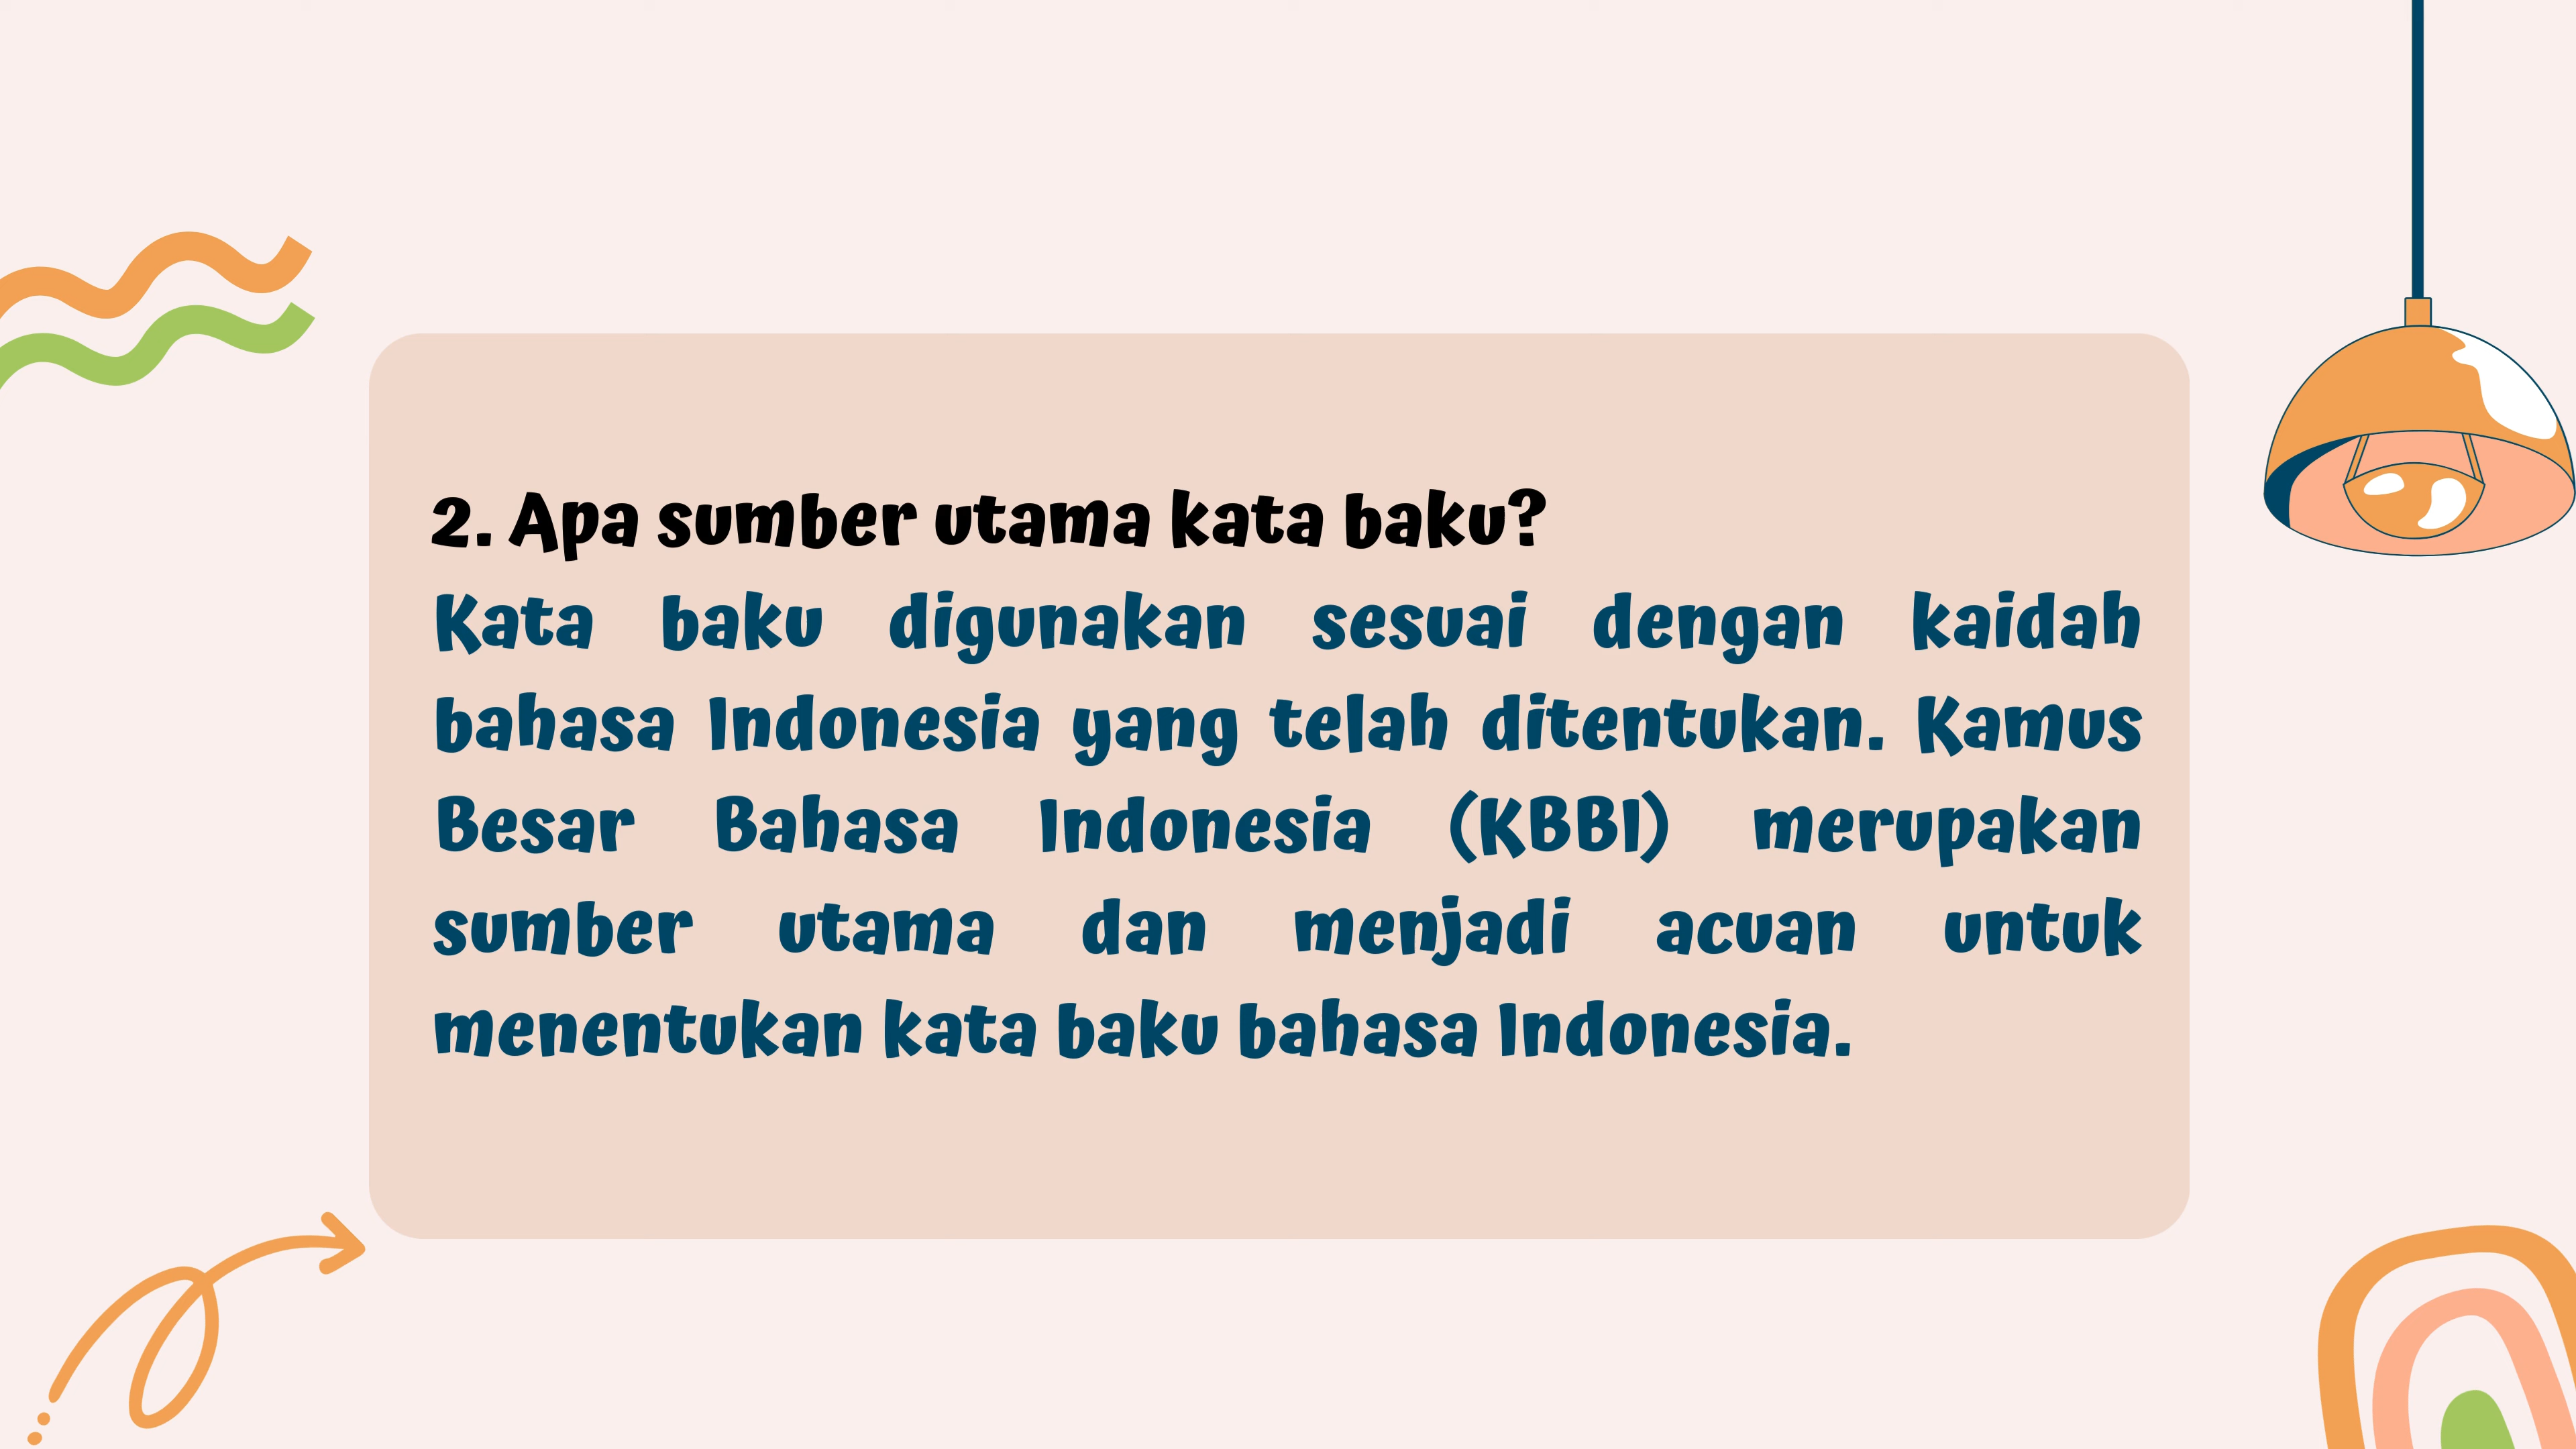 2. Apa sumber utama kata baku?
Kata baku digunakan sesuai dengan kaidah
bahasa Indonesia yang telah ditentukan. Kamus
Besar Bahasa Indonesia (KBBI) merupakan
sumber utama dan menjadi acuan untuk
menentukan kata baku bahasa Indonesia.